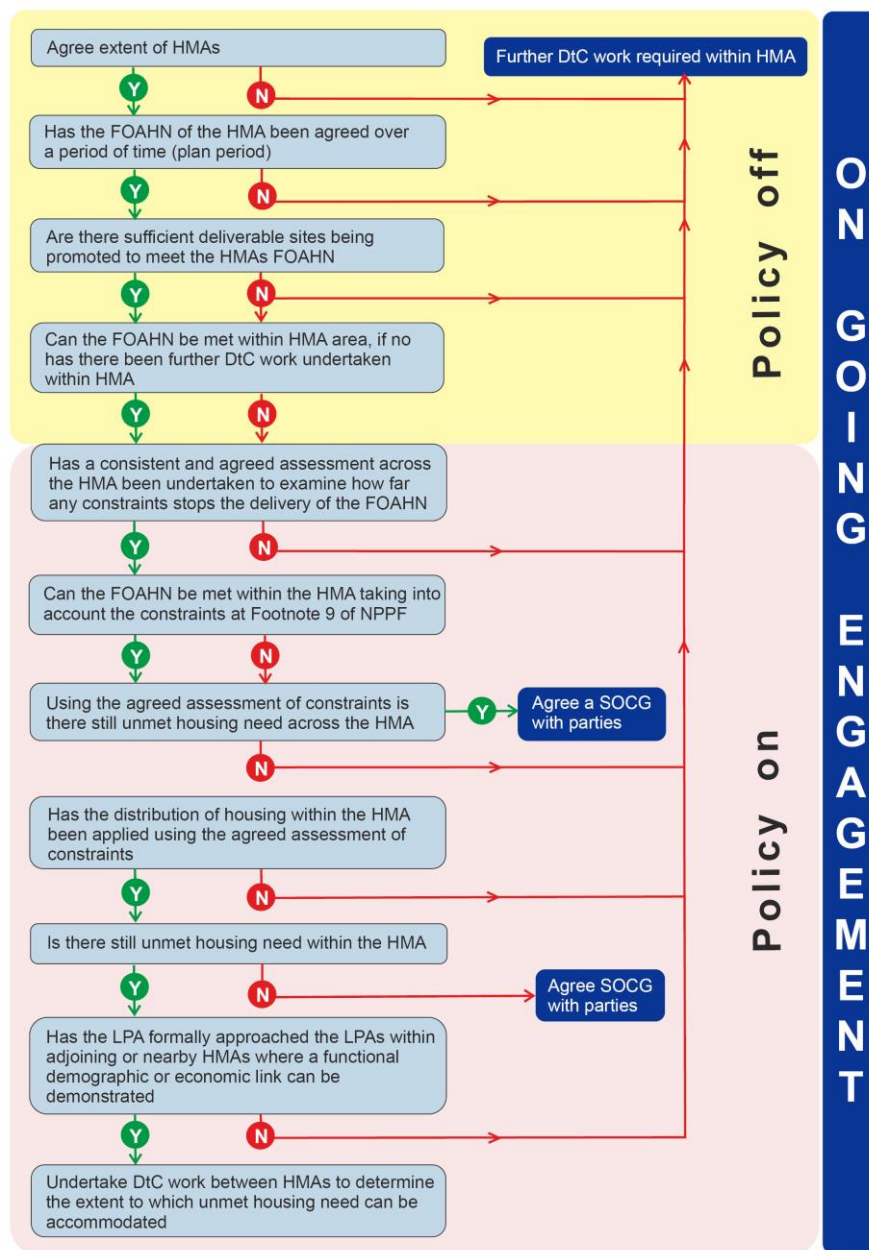 Agree extent of HMAs
Further DtC work required within HMA
Y
N
Has the FOAHN of the HMA been agreed over
a period of time (plan period)
Y
N
Are there sufficient deliverable sites being
promoted to meet the HMAs FOAHN
Y
N
Can the FOAHN be met within HMA area, if no
has there been further DtC work undertaken
within HMA
Y
N
Policy off
Has a consistent and agreed assessment across
the HMA been undertaken to examine how far
any constraints stops the delivery of the FOAHN
Y
N
Can the FOAHN be met within the HMA taking into
account the constraints at Footnote 9 of NPPF
Y
N
Using the agreed assessment of constraints is
there still unmet housing need across the HMA
Y
Agree a SOCG
with parties
N
Has the distribution of housing within the HMA
been applied using the agreed assessment of
constraints
Y
N
Is there still unmet housing need within the HMA
Y
N
Agree SOCG
with parties
Has the LPA formally approached the LPAs within
adjoining or nearby HMAs where a functional
demographic or economic link can be
demonstrated
Y
N
Undertake DtC work between HMAs to determine
the extent to which unmet housing need can be
accommodated
Policy on
ON GOING ENGAGEMENT